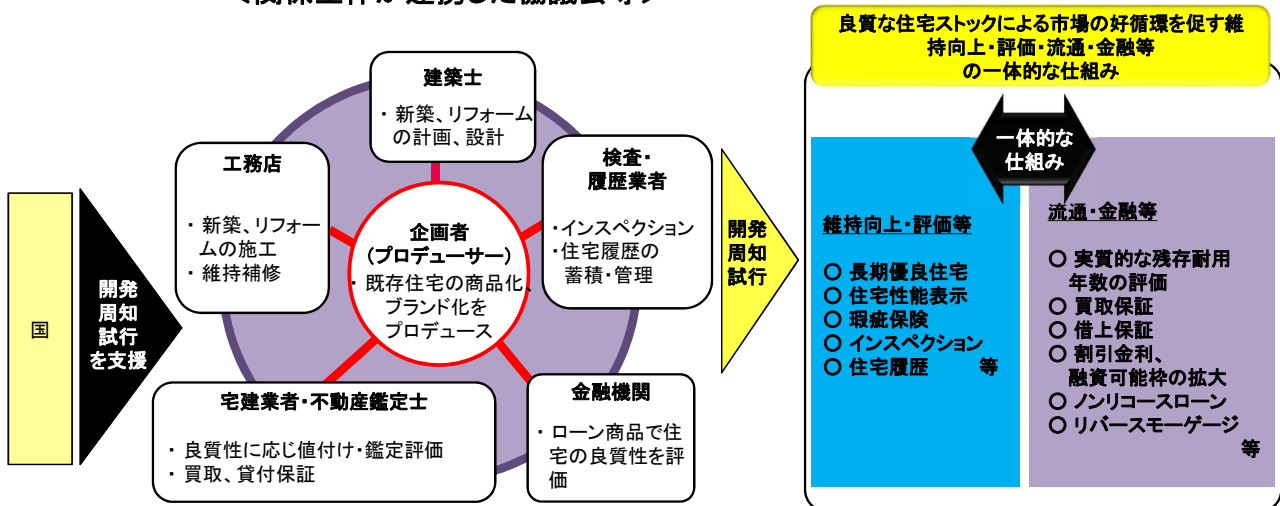 ＜関係主体が連携した協議会等＞
国
開発
周知
試行
を支援
建築士
・新築、リフォーム
の計画、設計
工務店
・新築、リフォー
ムの施工
・維持補修
検査・
履歴業者
・インスペクション
・住宅履歴の
蓄積・管理
企画者
(プロデューサー)
・既存住宅の商品化、
ブランド化を
プロデュース
宅建業者・不動産鑑定士
・良質性に応じ値付け・鑑定評価
・買取、貸付保証
金融機関
・ローン商品で住
宅の良質性を評
価
開発
周知
試行
良質な住宅ストックによる市場の好循環を促す維
持向上・評価・流通・金融等
の一体的な仕組み
一体的な
仕組み
維持向上・評価等
○ 長期優良住宅
○ 住宅性能表示
○ 瑕疵保険
○ インスペクション
○ 住宅履歴 等
流通・金融等
○ 実質的な残存耐用
年数の評価
○ 買取保証
○ 借上保証
○ 割引金利、
融資可能枠の拡大
○ ノンリコースローン
○ リバースモーゲージ
等